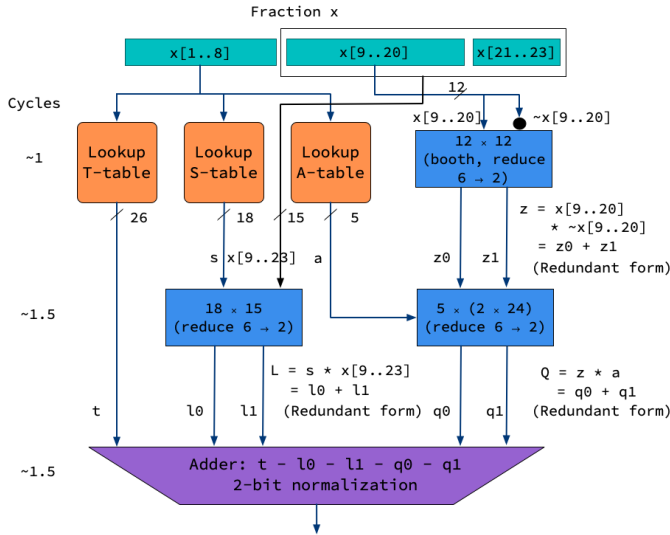 Fraction x
x[1..8]
x[9..20]
x[21..23]
12
Cycles
x[9..20]
~x[9..20]
~1
Lookup
T-table
Lookup
S-table
Lookup
A-table
12 × 12
(booth, reduce
6 → 2)
26
18
15
5
z = x[9..20]
* ~x[9..20]
= z0 + z1
(Redundant form)
s
x[9..23]
a
z0
z1
~1.5
18 × 15
(reduce 6 → 2)
5 × (2 × 24)
(reduce 6 → 2)
L = s * x[9..23]
= l0 + l1
(Redundant form)
Q = z * a
= q0 + q1
(Redundant form)
t
l0
l1
q0
q1
~1.5
Adder: t - l0 - l1 - q0 - q1
2-bit normalization